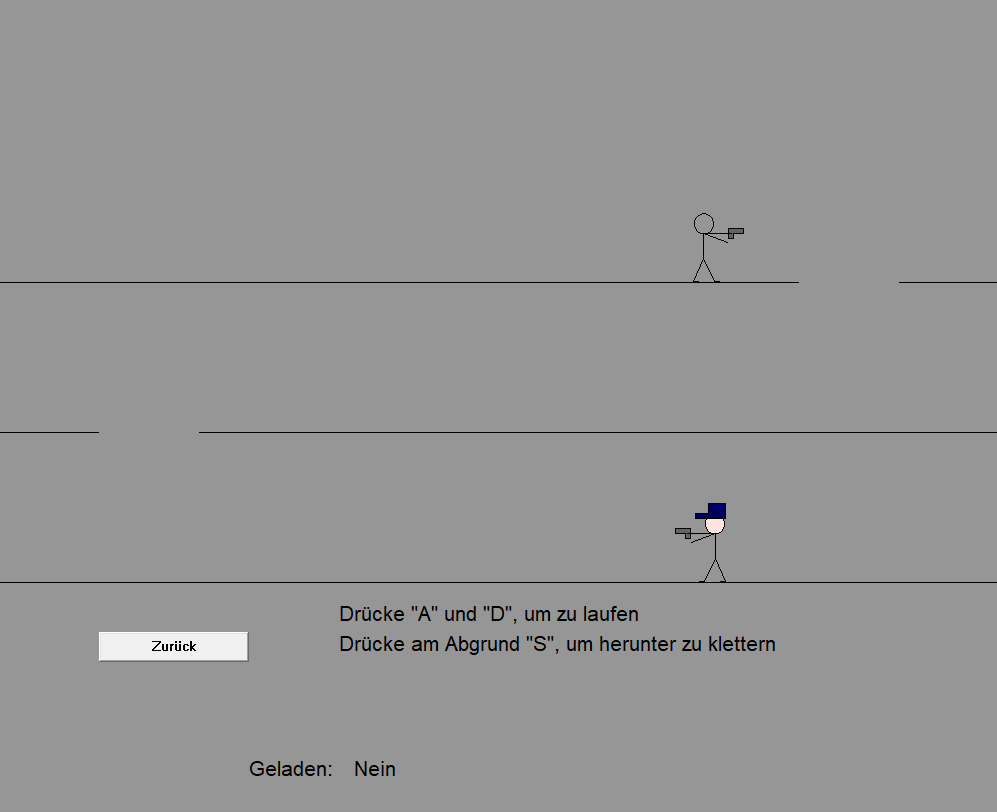 Drücke "A" und "D", um zu laufen
Drücke am Abgrund "S", um herunter zu klettern
Zurück
Geladen: Nein